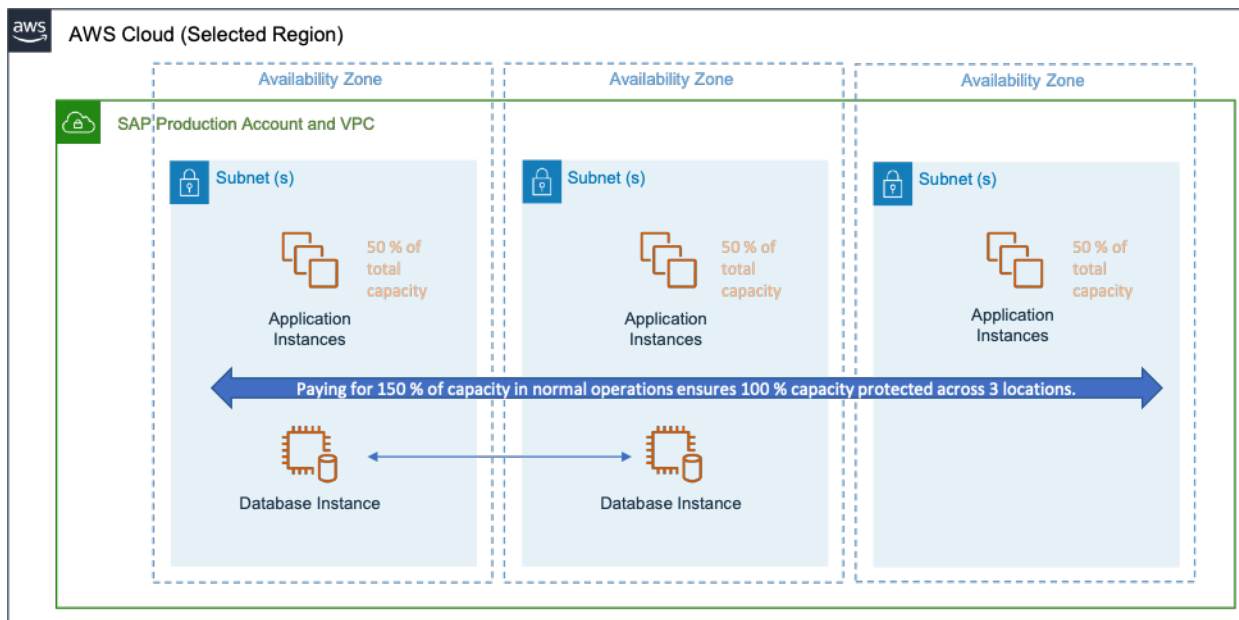 aws
AWS Cloud (Selected Region)
Availability Zone
Availability Zone
Availability Zone
SAP Production Account and VPC
Subnet (s)
Subnet (s)
Subnet (s)
50 % of
total
capacity
Application
Instances
50 % of
total
capacity
Application
Instances
50 % of
total
capacity
Application
Instances
Paying for 150 % of capacity in normal operations ensures 100 % capacity protected across 3 locations.
Database Instance
Database Instance